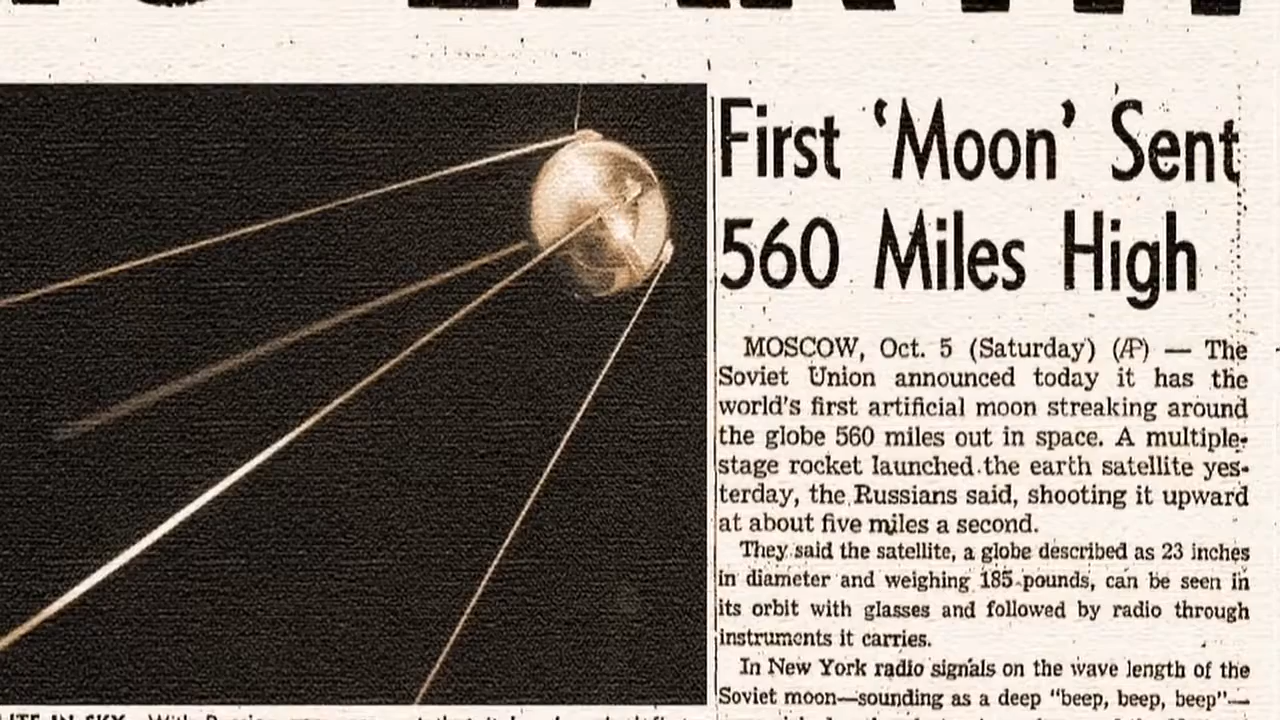 First ‘Moon’ Sent
560 Miles High
MOSCOW, Oct. 5 (Saturday) (AP) — The
Soviet Union announced today it has the
world's first artificial moon streaking around
the globe 560 miles out in space. A multiple-
stage rocket launched the earth satellite yes-
terday, the Russians said, shooting it upward
at about five miles a second.
They said the satellite, a globe described as 23 inches
in diameter and weighing 185 pounds, can be seen in
its orbit with glasses and followed by radio through
instruments it carries.
In New York radio signals on the wave length of the
Soviet moon—sounding as a deep "beep, beep, beep"—